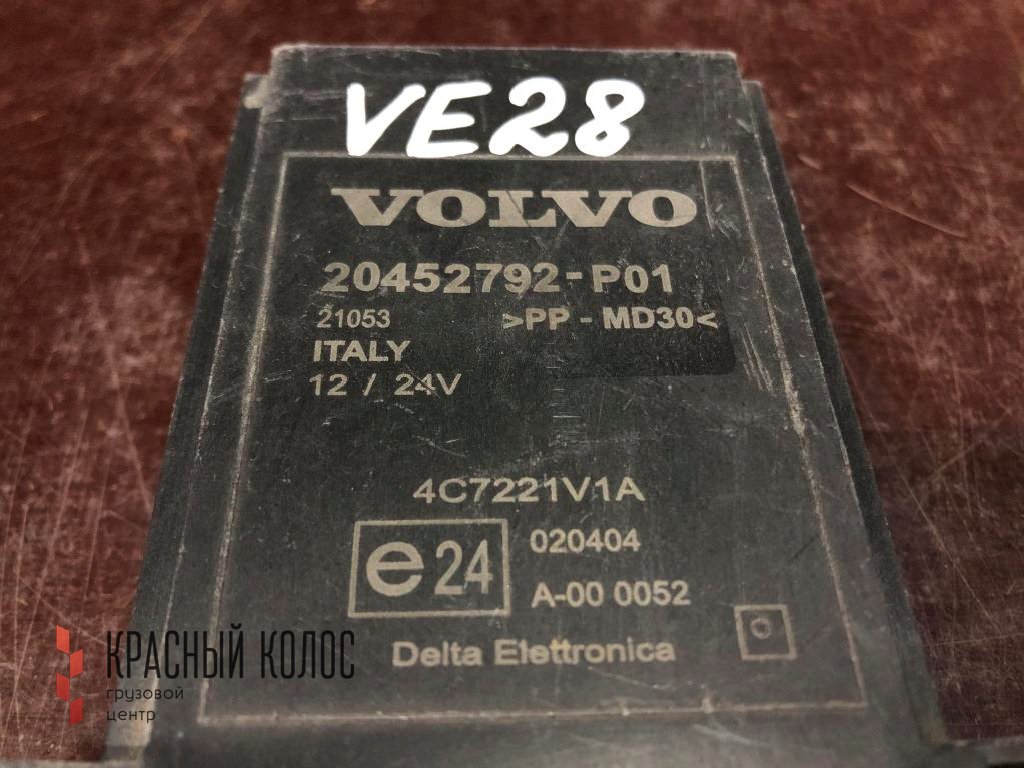 VE28
VOLVO
20452792-P01
21053 >PP - MD30<
ITALY
12 / 24V
4C7221V1A
e24 020404
A-00 0052
Delta Elettronica
КРАСНЫЙ КОЛОС
грузовой
центр